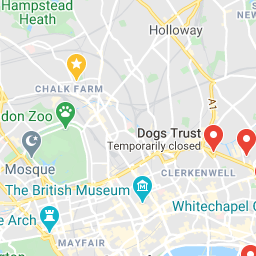 Hampstead
Heath
Holloway
CHALK FARM
A1
don Zoo
Dogs Trust
Temporarily closed
Mosque
CLERKENWELL
The British Museum
Whitechapel G
e Arch
MAYFAIR